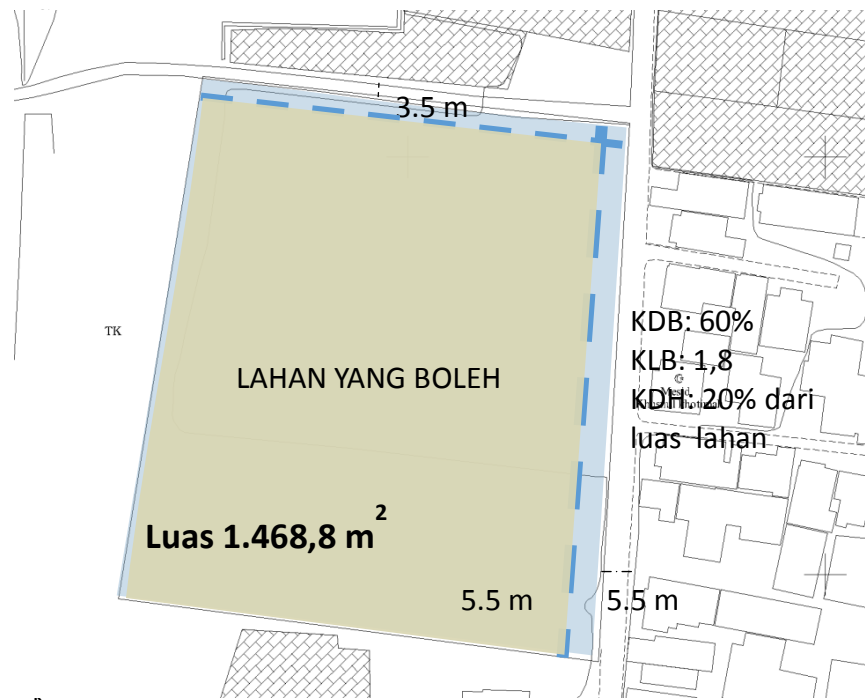 3.5 m
KDB: 60%
KLB: 1,8
KDH: 20% dari
luas lahan
TK
LAHAN YANG BOLEH
Mesjid
Luas 1.468,8 m²
5.5 m
5.5 m